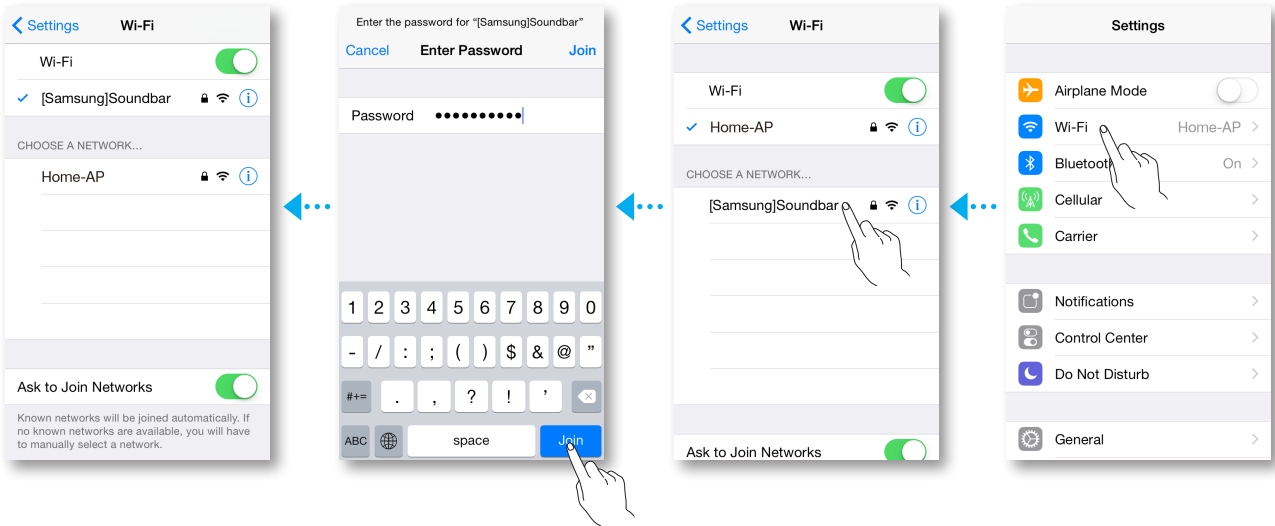 Settings Wi-Fi
Wi-Fi
[Samsung]Soundbar
CHOOSE A NETWORK...
Home-AP
Ask to Join Networks
Known networks will be joined automatically. If
no known networks are available, you will have
to manually select a network.
Enter the password for “[Samsung]Soundbar”
Cancel Enter Password Join
Password ●●●●●●●●●●
1 2 3 4 5 6 7 8 9 0
- / : ; ( ) $ & @ ”
#+= . , ? ! ’
ABC space Join
Settings Wi-Fi
Wi-Fi
Home-AP
CHOOSE A NETWORK...
[Samsung]Soundbar
Ask to Join Networks
Settings
Airplane Mode
Wi-Fi Home-AP
Bluetooth On
Cellular
Carrier
Notifications
Control Center
Do Not Disturb
General